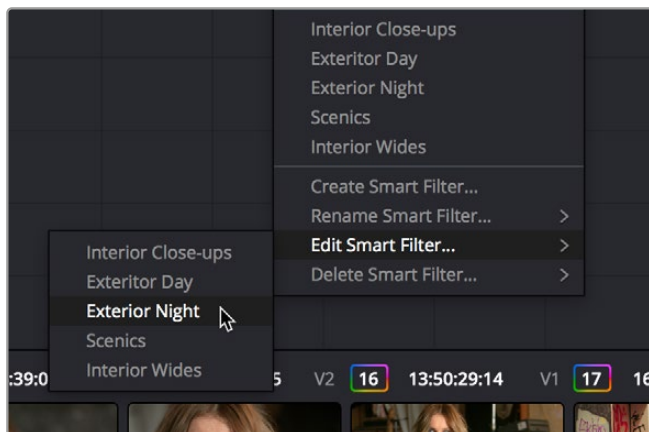 Interior Close-ups
Exteritor Day
Exterior Night
Scenics
Interior Wides
Create Smart Filter...
Rename Smart Filter... >
Edit Smart Filter... >
Delete Smart Filter... >
Interior Close-ups
Exteritor Day
Exterior Night
Scenics
Interior Wides
:39:0 5 V2 16 13:50:29:14 V1 17 16